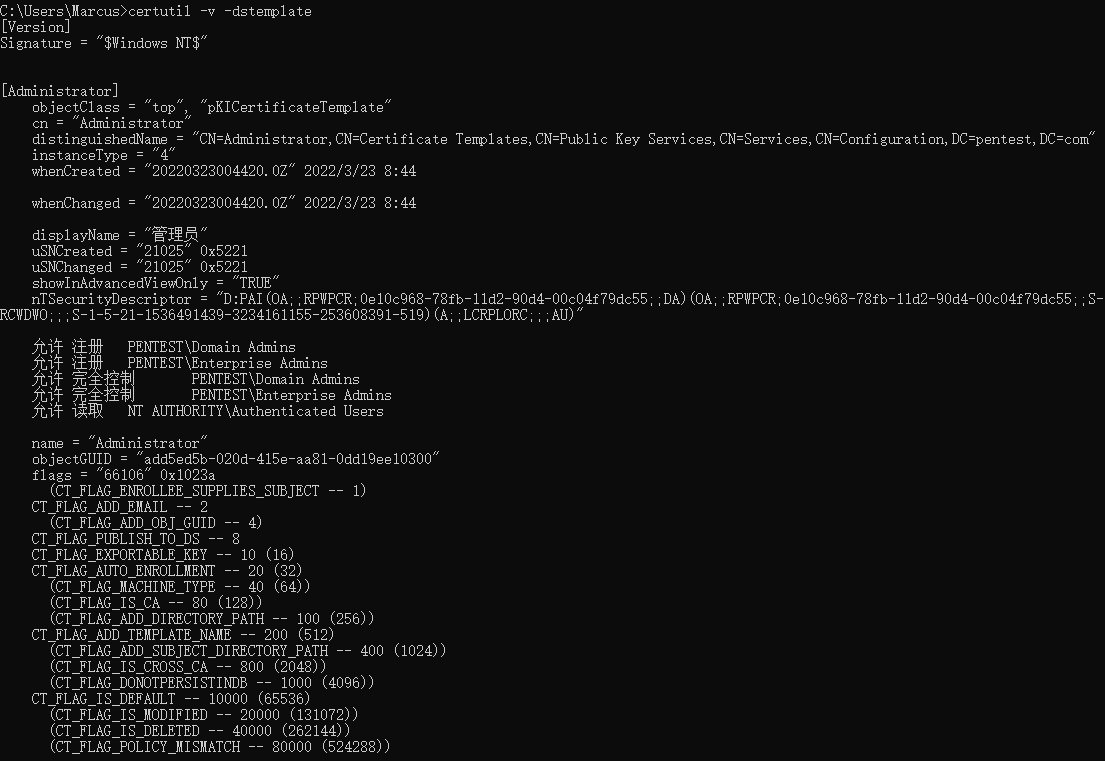 C:\Users\Marcus>certutil -v -dstemplate
[Version]
Signature = "$Windows NT$"
[Administrator]
objectClass = "top", "pKICertificateTemplate"
cn = "Administrator"
distinguishedName = "CN=Administrator,CN=Certificate Templates,CN=Public Key Services,CN=Services,CN=Configuration,DC=pentest,DC=com"
instanceType = "4"
whenCreated = "20220323004420.0Z" 2022/3/23 8:44
whenChanged = "20220323004420.0Z" 2022/3/23 8:44
displayName = "管理员"
uSNCreated = "21025" 0x5221
uSNChanged = "21025" 0x5221
showInAdvancedViewOnly = "TRUE"
nTSecurityDescriptor = "D:PAI(OA;;RPWPCR;0e10c968-78fb-11d2-90d4-00c04f79dc55;;DA)(OA;;RPWPCR;0e10c968-78fb-11d2-90d4-00c04f79dc55;;S-
RCWDWO;;;S-1-5-21-1536491439-3234161155-253608391-519)(A;;LCRPLORC;;;AU)"
允许 注册 PENTEST\Domain Admins
允许 注册 PENTEST\Enterprise Admins
允许 完全控制 PENTEST\Domain Admins
允许 完全控制 PENTEST\Enterprise Admins
允许 读取 NT AUTHORITY\Authenticated Users
name = "Administrator"
objectGUID = "add5ed5b-020d-415e-aa81-0dd19ee10300"
flags = "66106" 0x1023a
(CT_FLAG_ENROLLEE_SUPPLIES_SUBJECT -- 1)
CT_FLAG_ADD_EMAIL -- 2
(CT_FLAG_ADD_OBJ_GUID -- 4)
CT_FLAG_PUBLISH_TO_DS -- 8
CT_FLAG_EXPORTABLE_KEY -- 10 (16)
CT_FLAG_AUTO_ENROLLMENT -- 20 (32)
(CT_FLAG_MACHINE_TYPE -- 40 (64))
(CT_FLAG_IS_CA -- 80 (128))
(CT_FLAG_ADD_DIRECTORY_PATH -- 100 (256))
CT_FLAG_ADD_TEMPLATE_NAME -- 200 (512)
(CT_FLAG_ADD_SUBJECT_DIRECTORY_PATH -- 400 (1024))
(CT_FLAG_IS_CROSS_CA -- 800 (2048))
(CT_FLAG_DONOTPERSISTINDB -- 1000 (4096))
CT_FLAG_IS_DEFAULT -- 10000 (65536)
(CT_FLAG_IS_MODIFIED -- 20000 (131072))
(CT_FLAG_IS_DELETED -- 40000 (262144))
(CT_FLAG_POLICY_MISMATCH -- 80000 (524288))